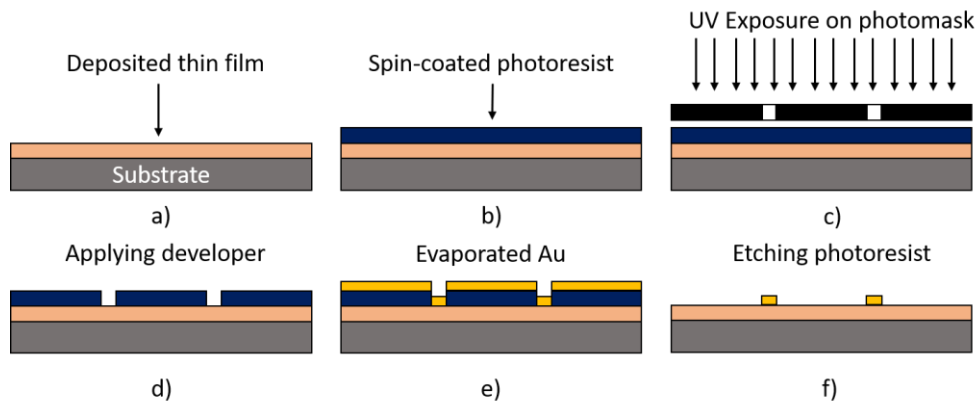 Deposited thin film
Substrate
a)
Spin-coated photoresist
b)
UV Exposure on photomask
c)
Applying developer
d)
Evaporated Au
e)
Etching photoresist
f)